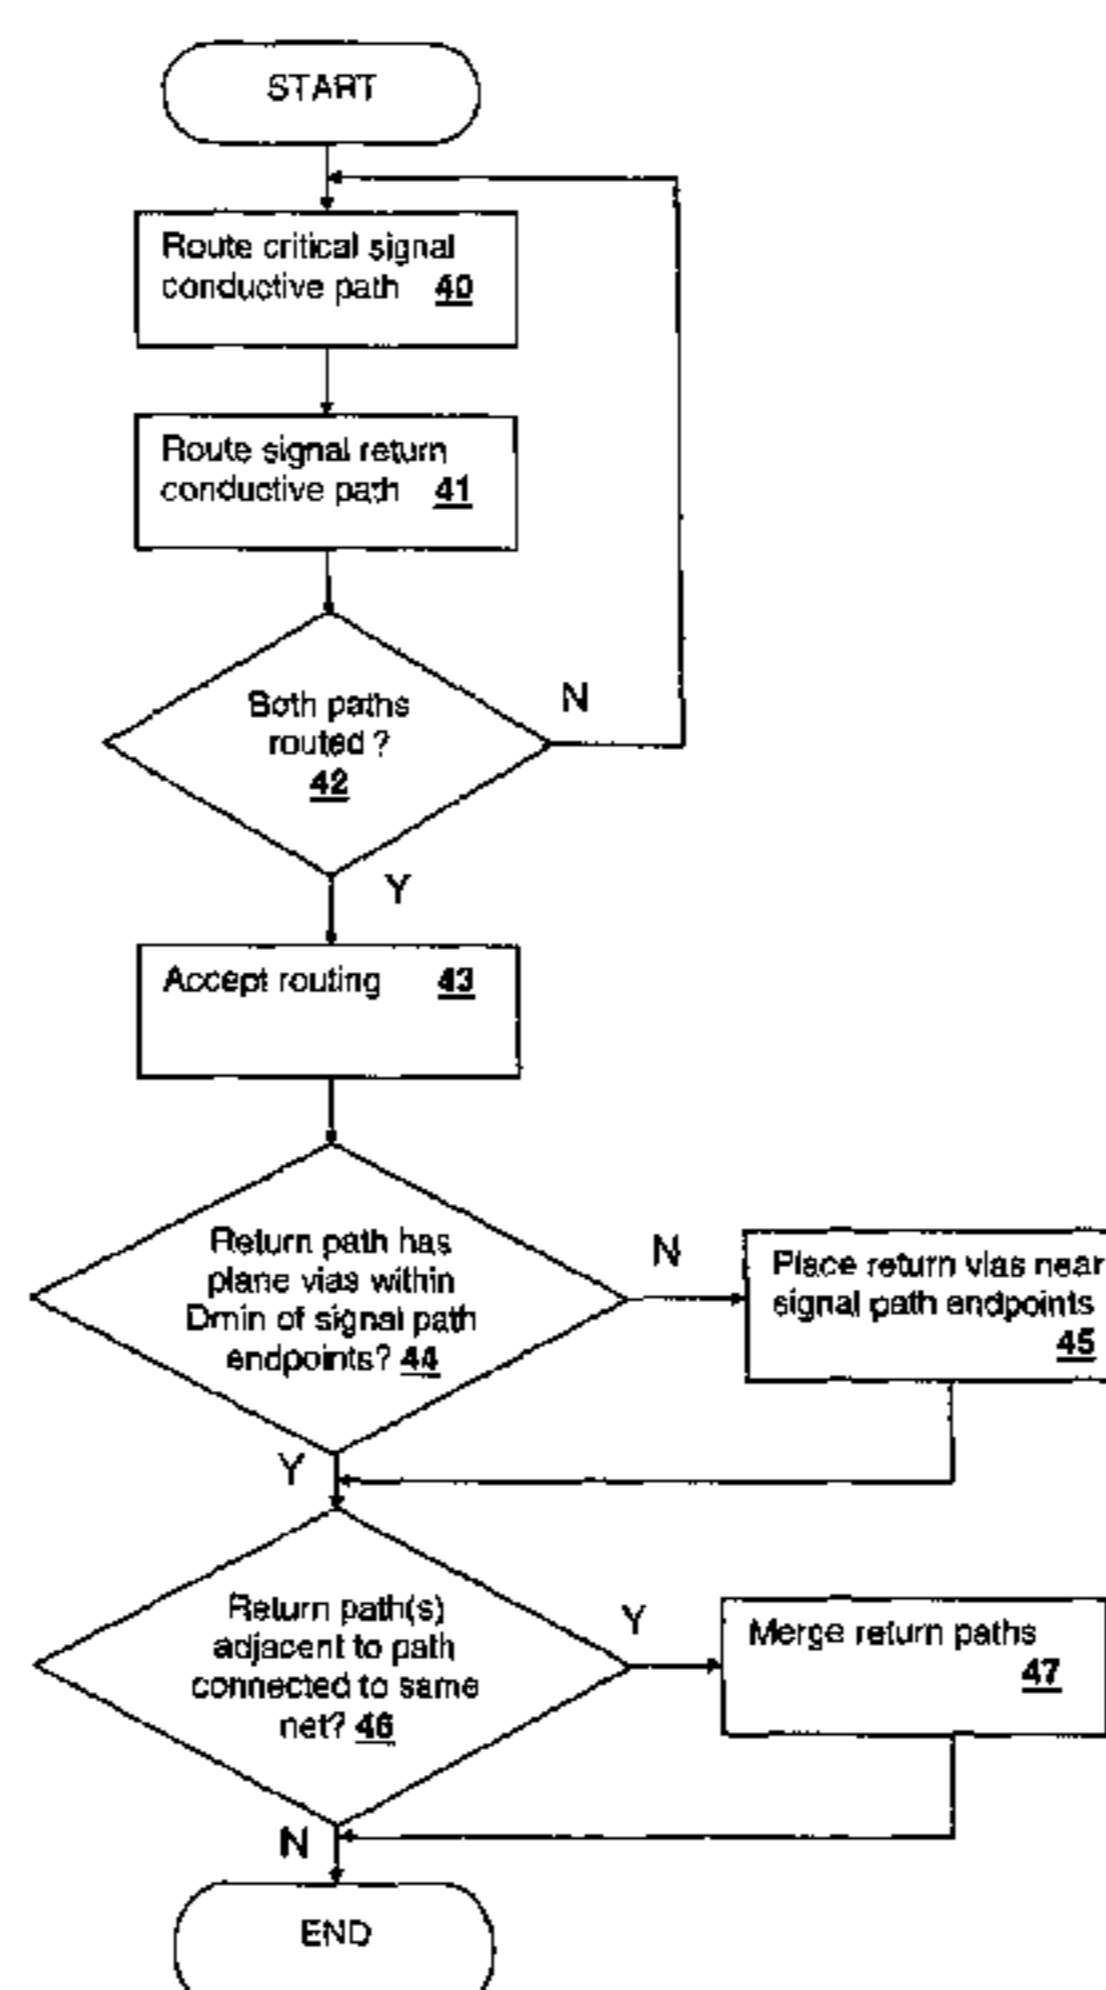 START
Route critical signal
conductive path 40
Route signal return
conductive path 41
Both paths
routed ?
42
N
Y
Accept routing 43
Return path has
plane vias within
Dmin of signal path
endpoints? 44
N
Place return vias near
signal path endpoints
45
Y
Return path(s)
adjacent to path
connected to same
net? 46
Y
Merge return paths
47
N
END